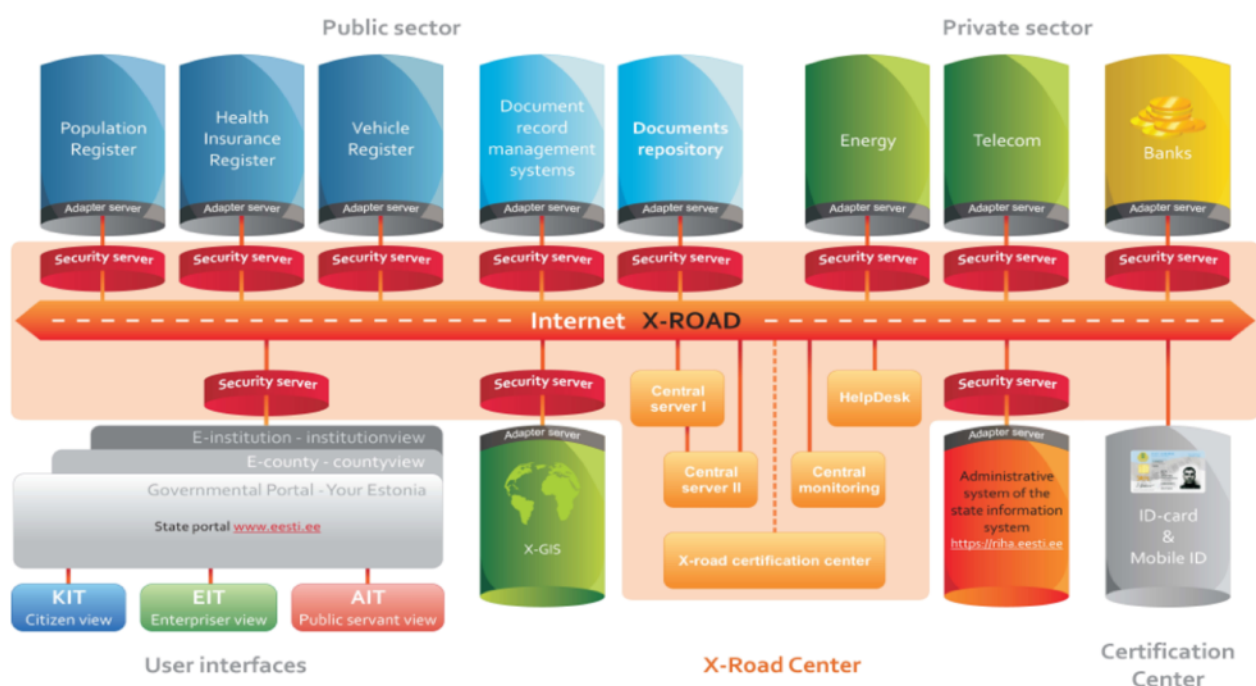 Public sector
Private sector
Population
Register
Adapter server
Health
Insurance
Register
Adapter server
Vehicle
Register
Adapter server
Document
record
management
systems
Adapter server
Documents
repository
Adapter server
Energy
Adapter server
Telecom
Adapter server
Banks
Adapter server
Security server
Security server
Security server
Security server
Security server
Security server
Security server
Security server
Internet X-ROAD
Security server
Security server
Central
server I
HelpDesk
Security server
E-institution - institutionview
E-county - countyview
Governmental Portal - Your Estonia
State portal www.eesti.ee
Adapter server
X-GIS
Central
server II
Central
monitoring
X-road certification center
Adapter server
Administrative
system of the
state information
system
https://riha.eesti.ee
ID-card
&
Mobile ID
KIT
Citizen view
EIT
Enterpriser view
AIT
Public servant view
User interfaces
X-Road Center
Certification
Center